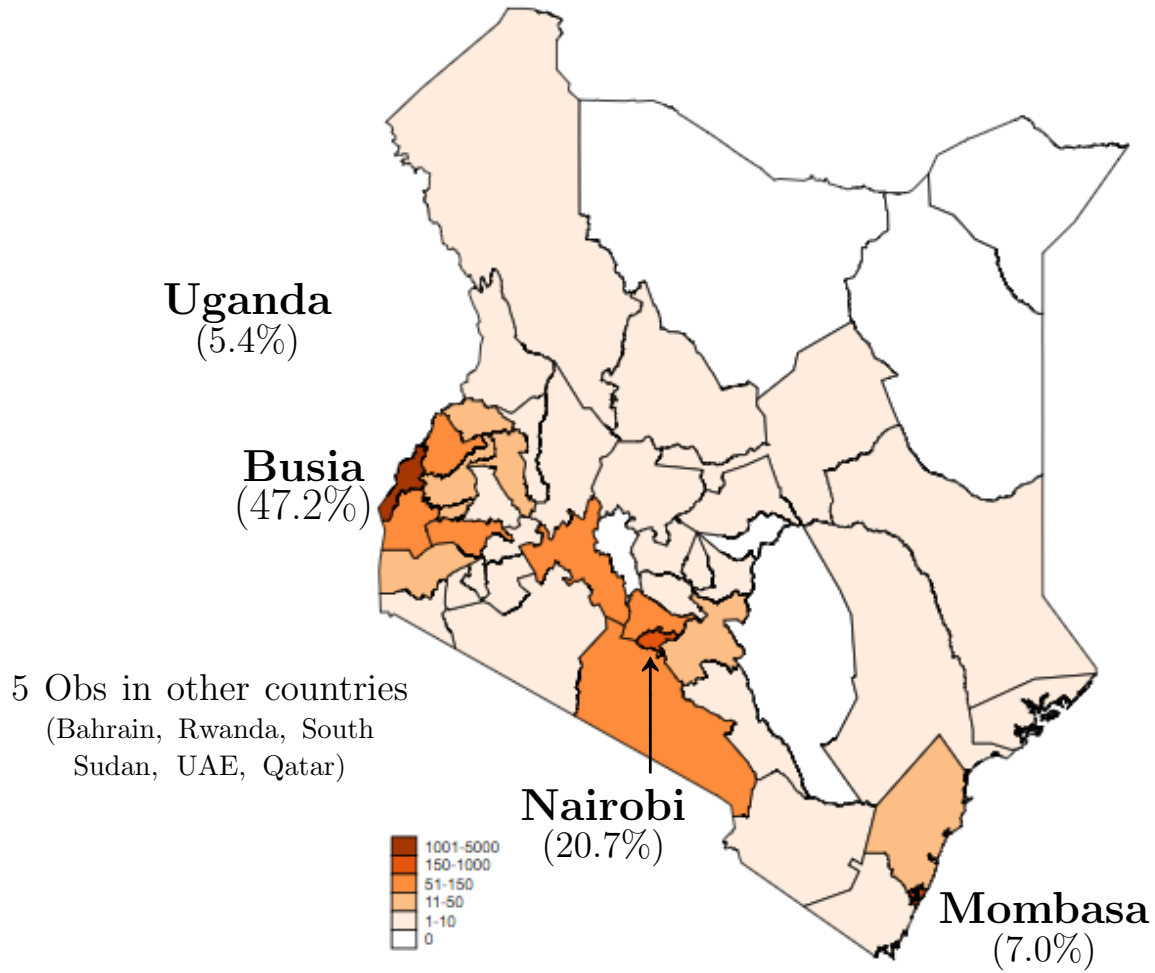 Uganda
(5.4%)
Busia
(47.2%)
5 Obs in other countries
(Bahrain, Rwanda, South
Sudan, UAE, Qatar)
Nairobi
(20.7%)
1001-5000
150-1000
51-150
11-50
1-10
0
Mombasa
(7.0%)